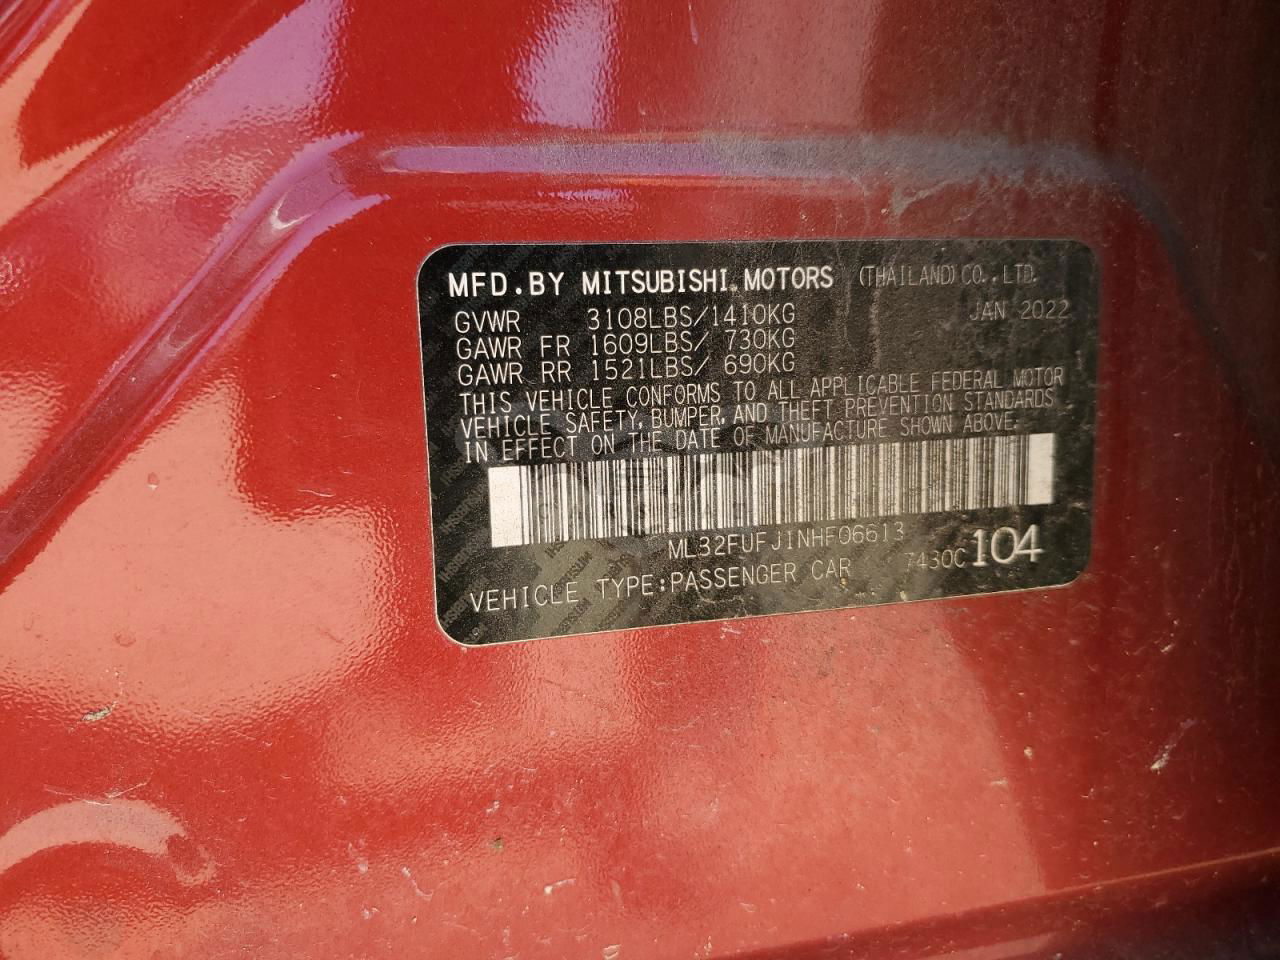 MFD.BY MITSUBISHI MOTORS (THAILAND) CO., LTD.
GVWR 3108LBS/1410KG JAN 2022
GAWR FR 1609LBS/ 730KG
GAWR RR 1521LBS/ 690KG
THIS VEHICLE CONFORMS TO ALL APPLICABLE FEDERAL MOTOR
VEHICLE SAFETY, BUMPER, AND THEFT PREVENTION STANDARDS
IN EFFECT ON THE DATE OF MANUFACTURE SHOWN ABOVE.
ML32FUFJ1NHF06613
VEHICLE TYPE:PASSENGER CAR 7430C 104